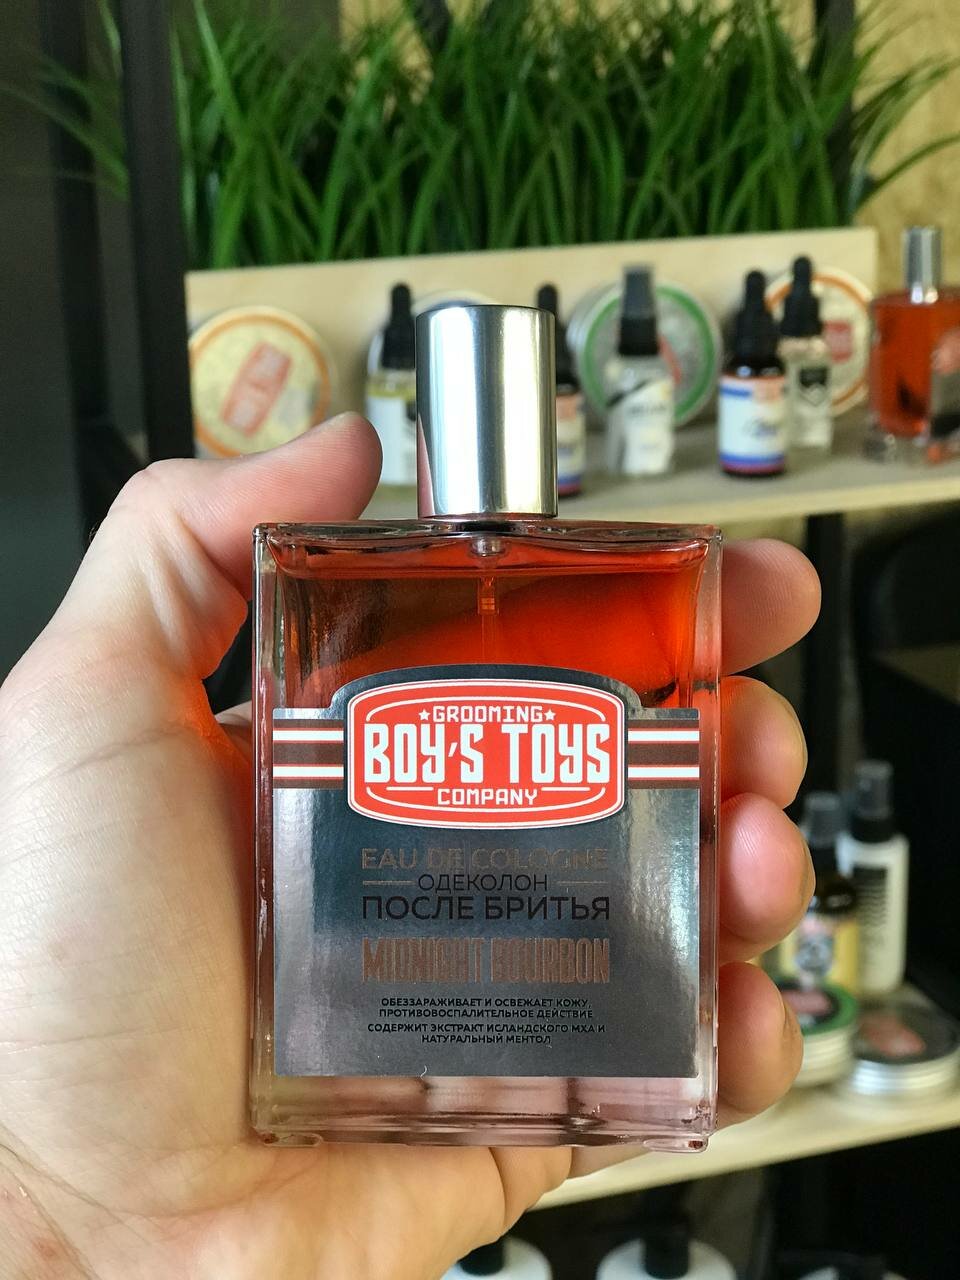 ★GROOMING★
BOY'S TOYS
COMPANY
EAU DE COLOGNE
ОДЕКОЛОН
ПОСЛЕ БРИТЬЯ
MIDNIGHT BOURBON
ОБЕЗЗАРАЖИВАЕТ И ОСВЕЖАЕТ КОЖУ,
ПРОТИВОВОСПАЛИТЕЛЬНОЕ ДЕЙСТВИЕ
СОДЕРЖИТ ЭКСТРАКТ ИСЛАНДСКОГО МХА И
НАТУРАЛЬНЫЙ МЕНТОЛ